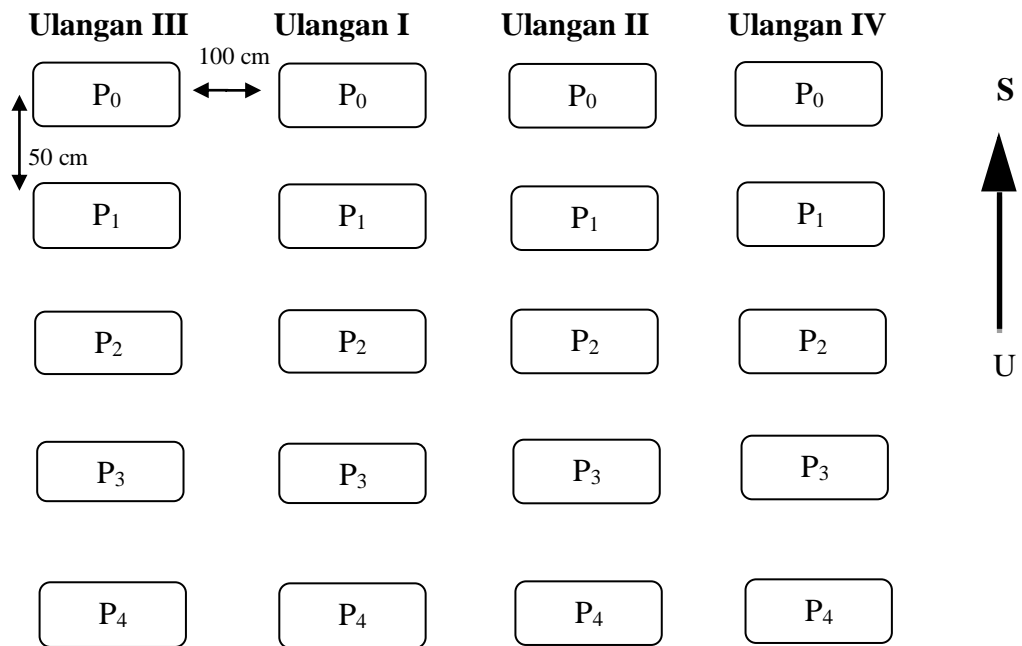 Ulangan III Ulangan I Ulangan II Ulangan IV
100 cm
P₀ P₀ P₀ P₀ S
50 cm
P₁ P₁ P₁ P₁
P₂ P₂ P₂ P₂
U
P₃ P₃ P₃ P₃
P₄ P₄ P₄ P₄